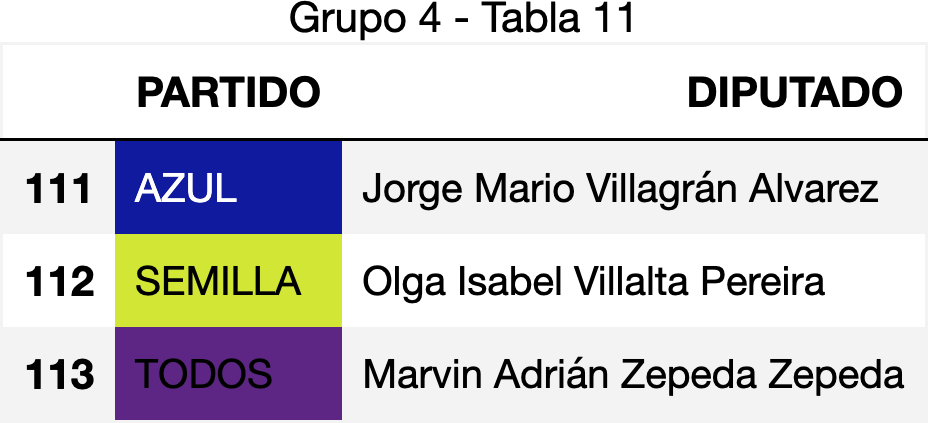 Grupo 4 - Tabla 11
PARTIDO DIPUTADO
111 AZUL Jorge Mario Villagrán Alvarez
112 SEMILLA Olga Isabel Villalta Pereira
113 TODOS Marvin Adrián Zepeda Zepeda